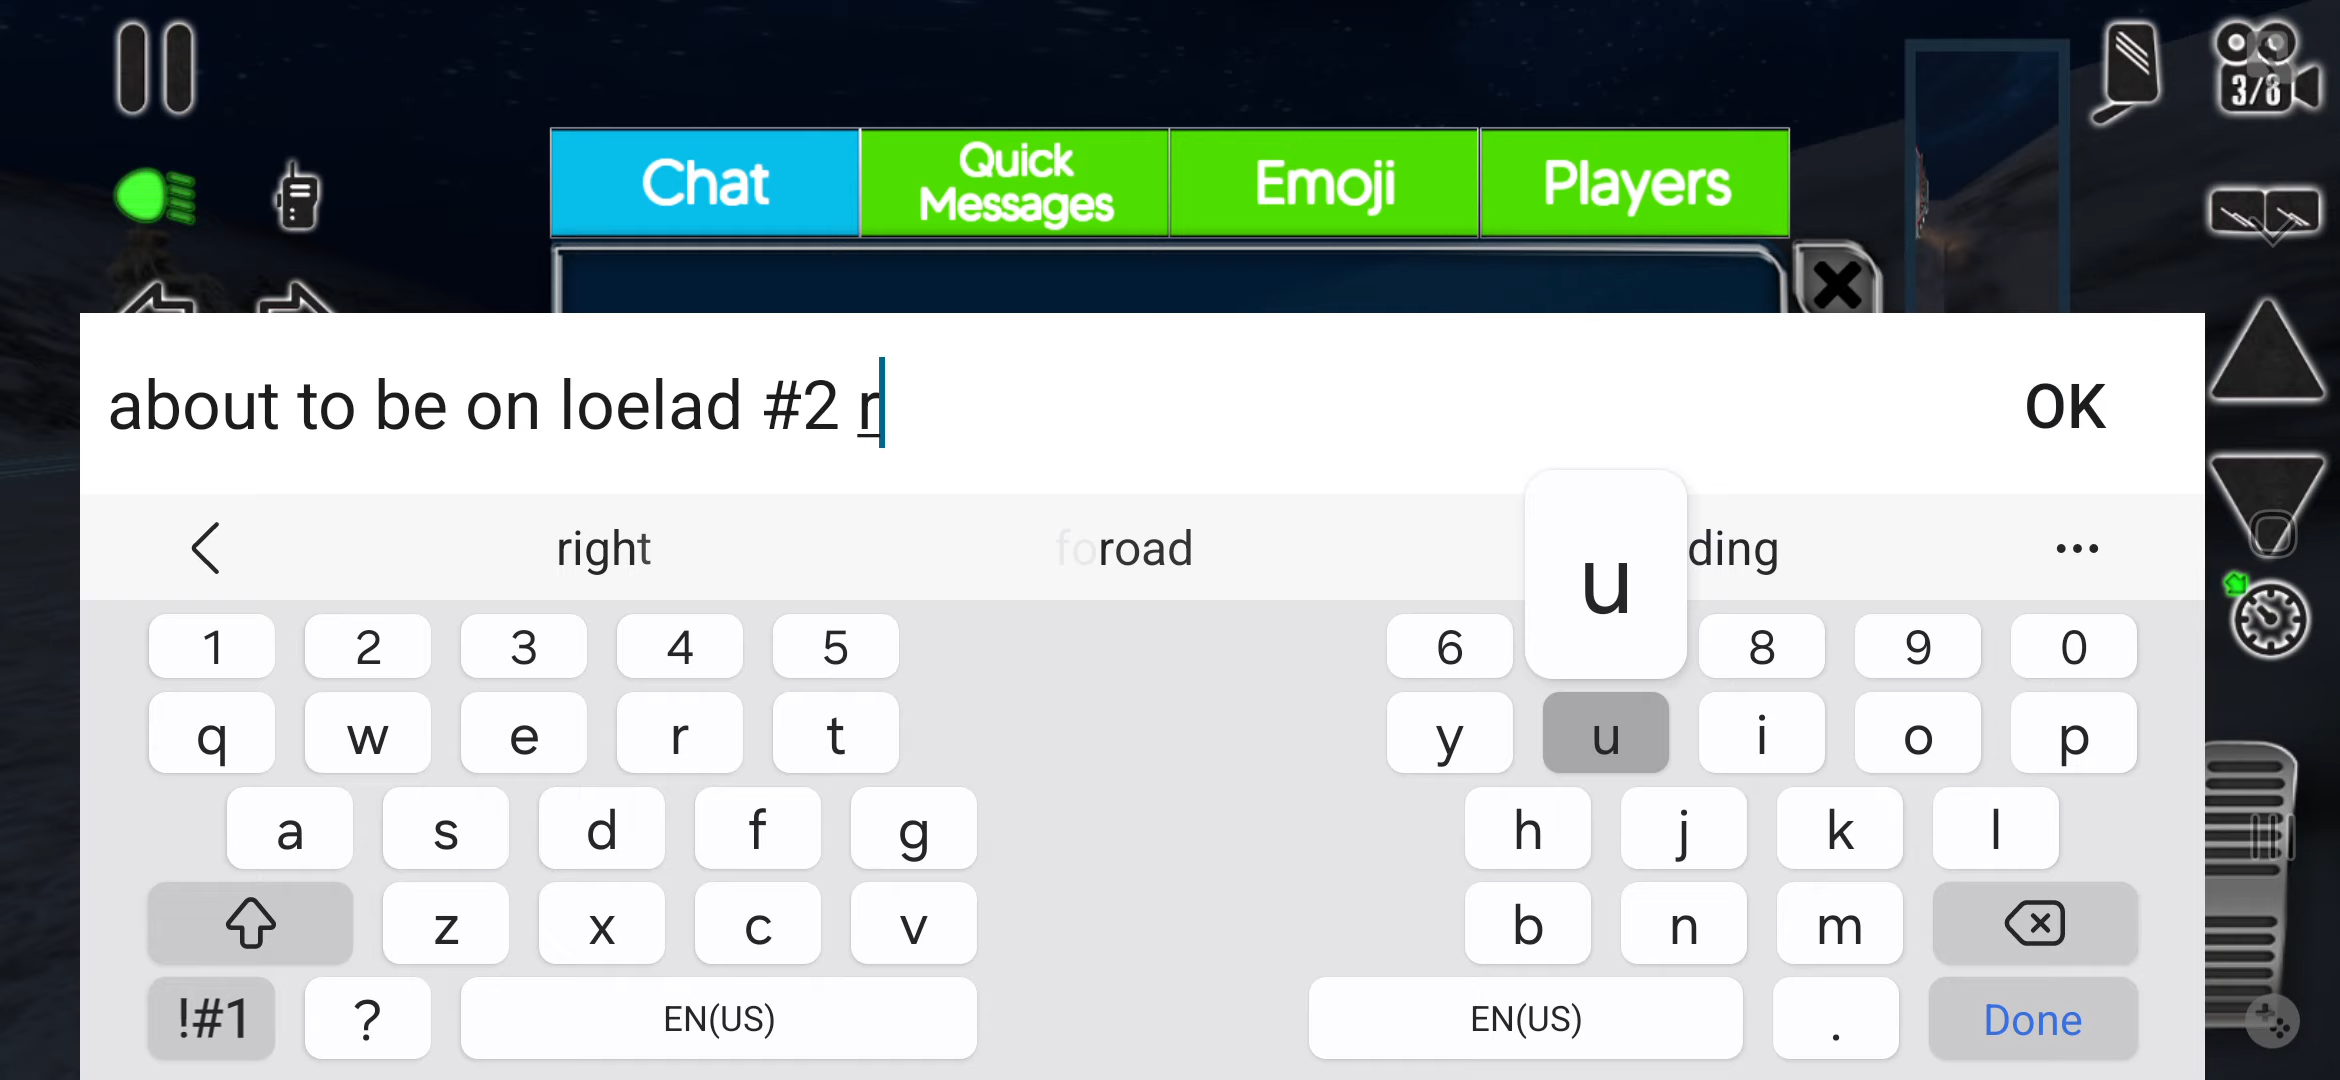 3/8
Chat
Quick
Messages
Emoji
Players
about to be on loelad #2 r
OK
right
road
ding
u
1 2 3 4 5 6 8 9 0
q w e r t y u i o p
a s d f g h j k l
z x c v b n m
!#1 ? EN(US) EN(US) . Done